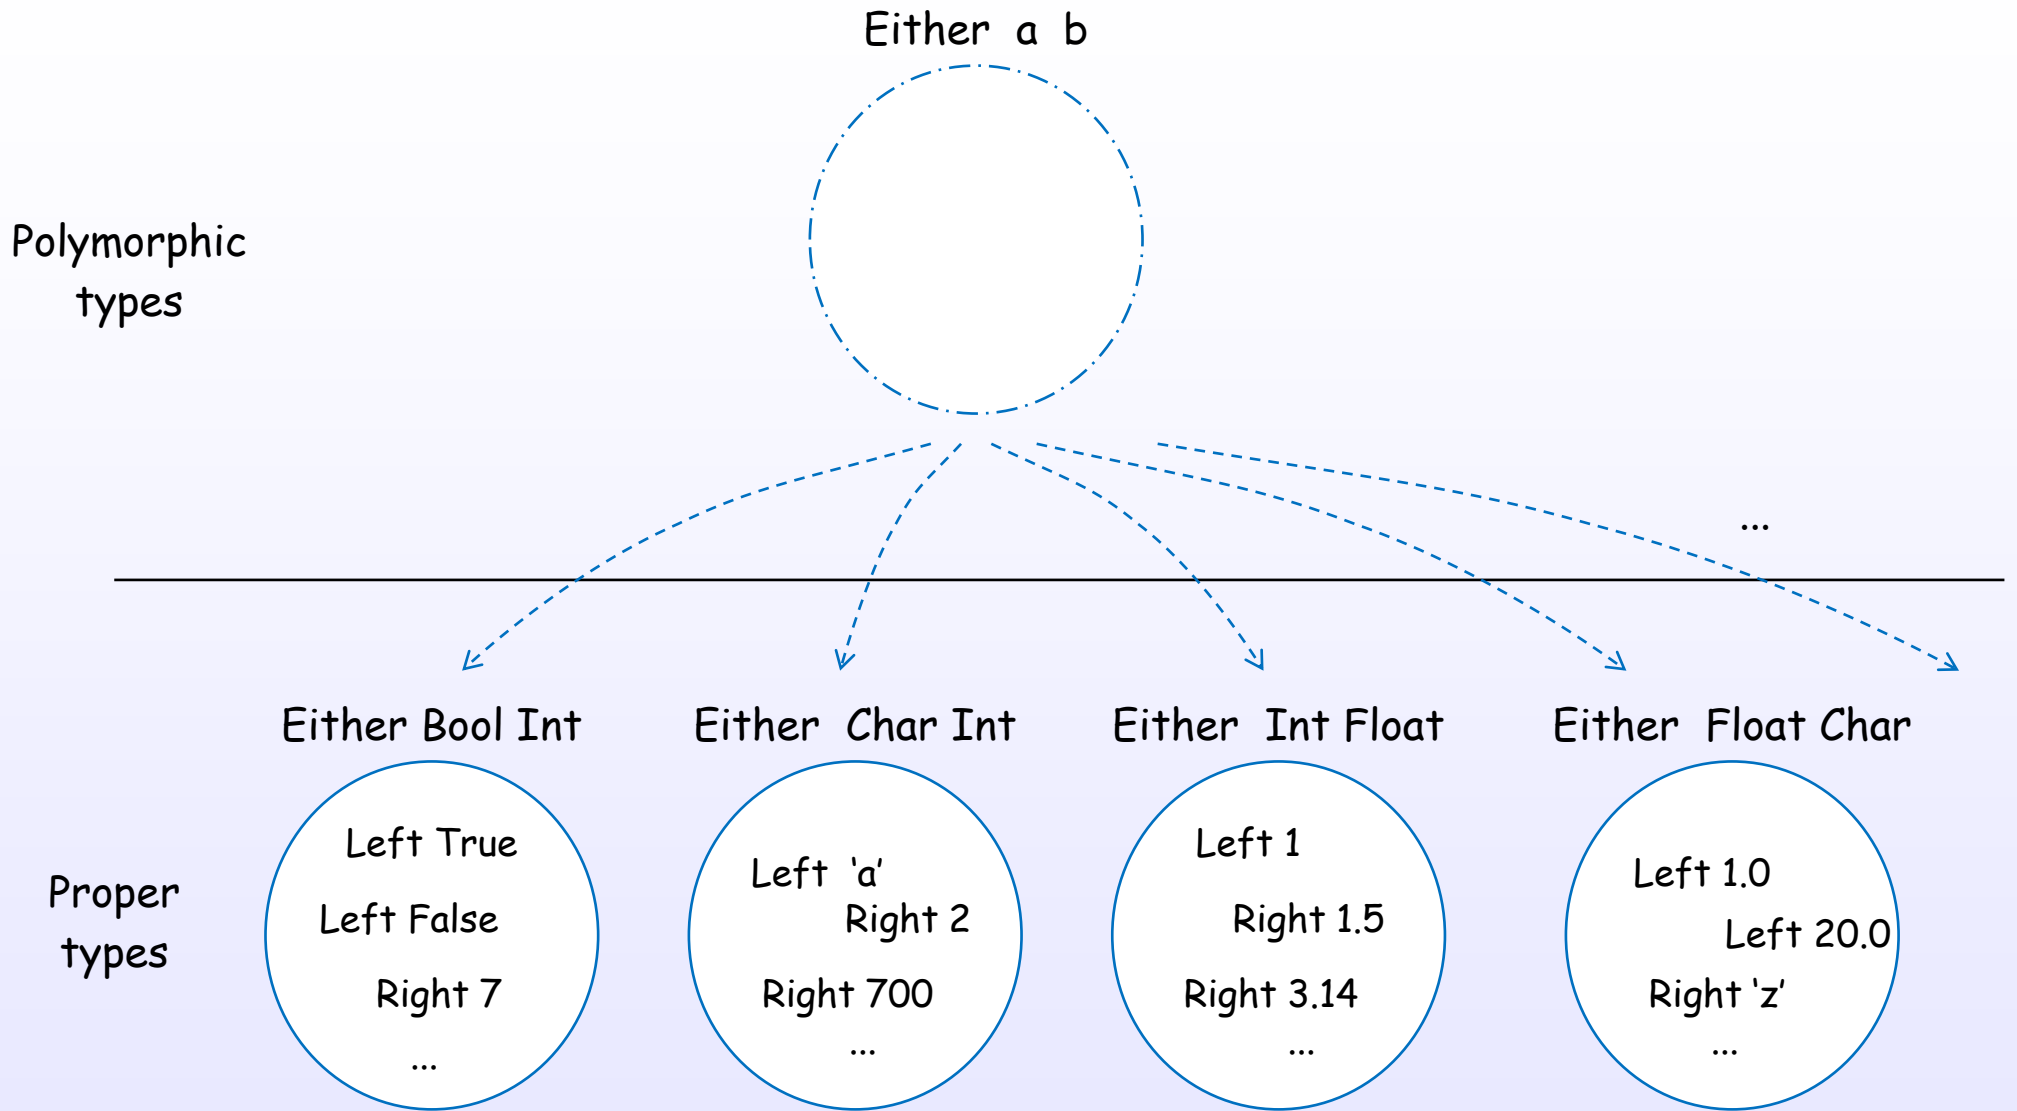 Either a b
Polymorphic
types
...
Either Bool Int
Either Char Int
Either Int Float
Either Float Char
Proper
types
Left True
Left False
Right 7
...
Left ‘a’
Right 2
Right 700
...
Left 1
Right 1.5
Right 3.14
...
Left 1.0
Left 20.0
Right ‘z’
...